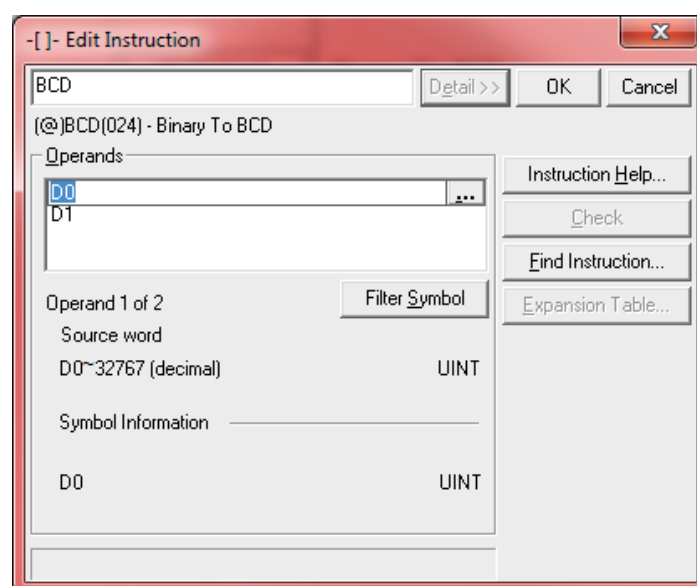 -[ ]- Edit Instruction
BCD
Detail >>
OK
Cancel
(@)BCD(024) - Binary To BCD
Operands
D0
...
D1
Instruction Help...
Check
Find Instruction...
Expansion Table...
Operand 1 of 2
Filter Symbol
Source word
D0~32767 (decimal) UINT
Symbol Information
D0 UINT